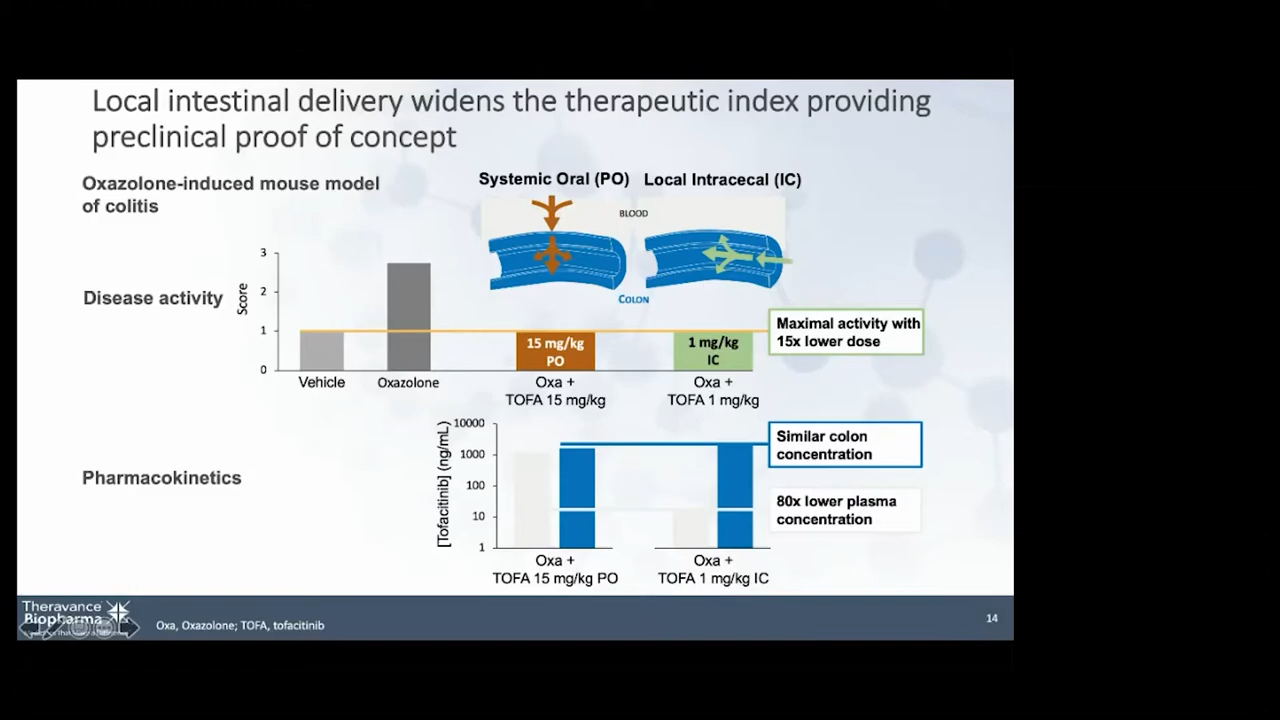 Local intestinal delivery widens the therapeutic index providing
preclinical proof of concept
Oxazolone-induced mouse model
of colitis
Systemic Oral (PO)
Local Intracecal (IC)
BLOOD
COLON
Disease activity
Score
3
2
1
0
15 mg/kg
PO
1 mg/kg
IC
Vehicle
Oxazolone
Oxa +
TOFA 15 mg/kg
Oxa +
TOFA 1 mg/kg
Maximal activity with
15x lower dose
Pharmacokinetics
[Tofacitinib] (ng/mL)
10000
1000
100
10
1
Oxa +
TOFA 15 mg/kg PO
Oxa +
TOFA 1 mg/kg IC
Similar colon
concentration
80x lower plasma
concentration
Theravance
Biopharma
Oxa, Oxazolone; TOFA, tofacitinib
14